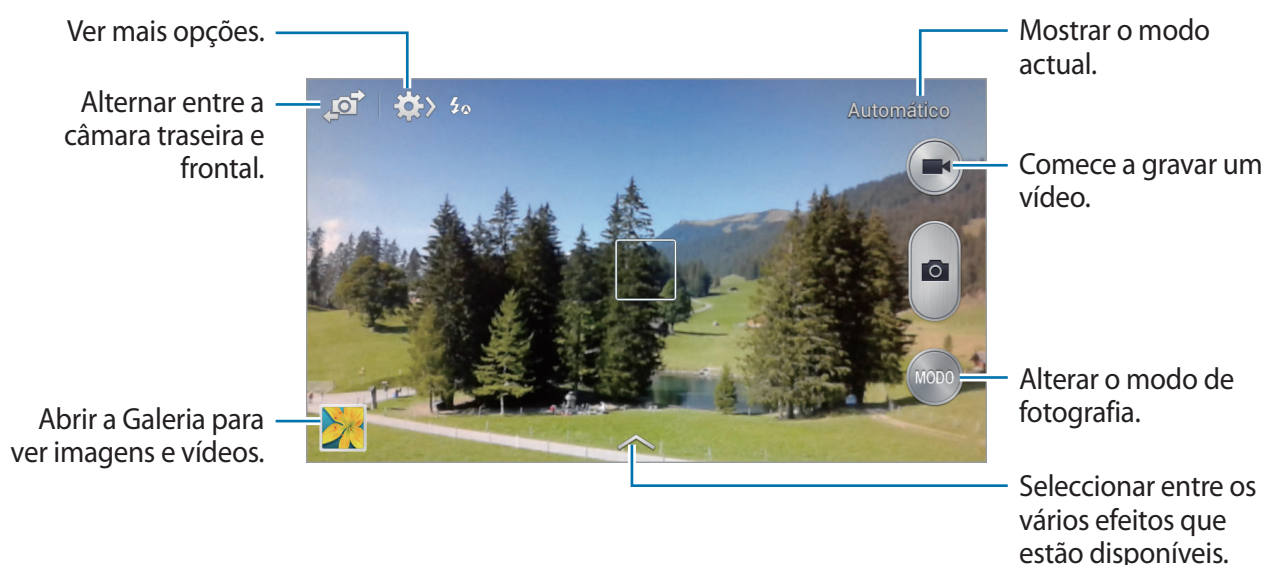 Ver mais opções.
Alternar entre a
câmara traseira e
frontal.
Abrir a Galeria para
ver imagens e vídeos.
Automático
MODO
Mostrar o modo
actual.
Comece a gravar um
vídeo.
Alterar o modo de
fotografia.
Seleccionar entre os
vários efeitos que
estão disponíveis.